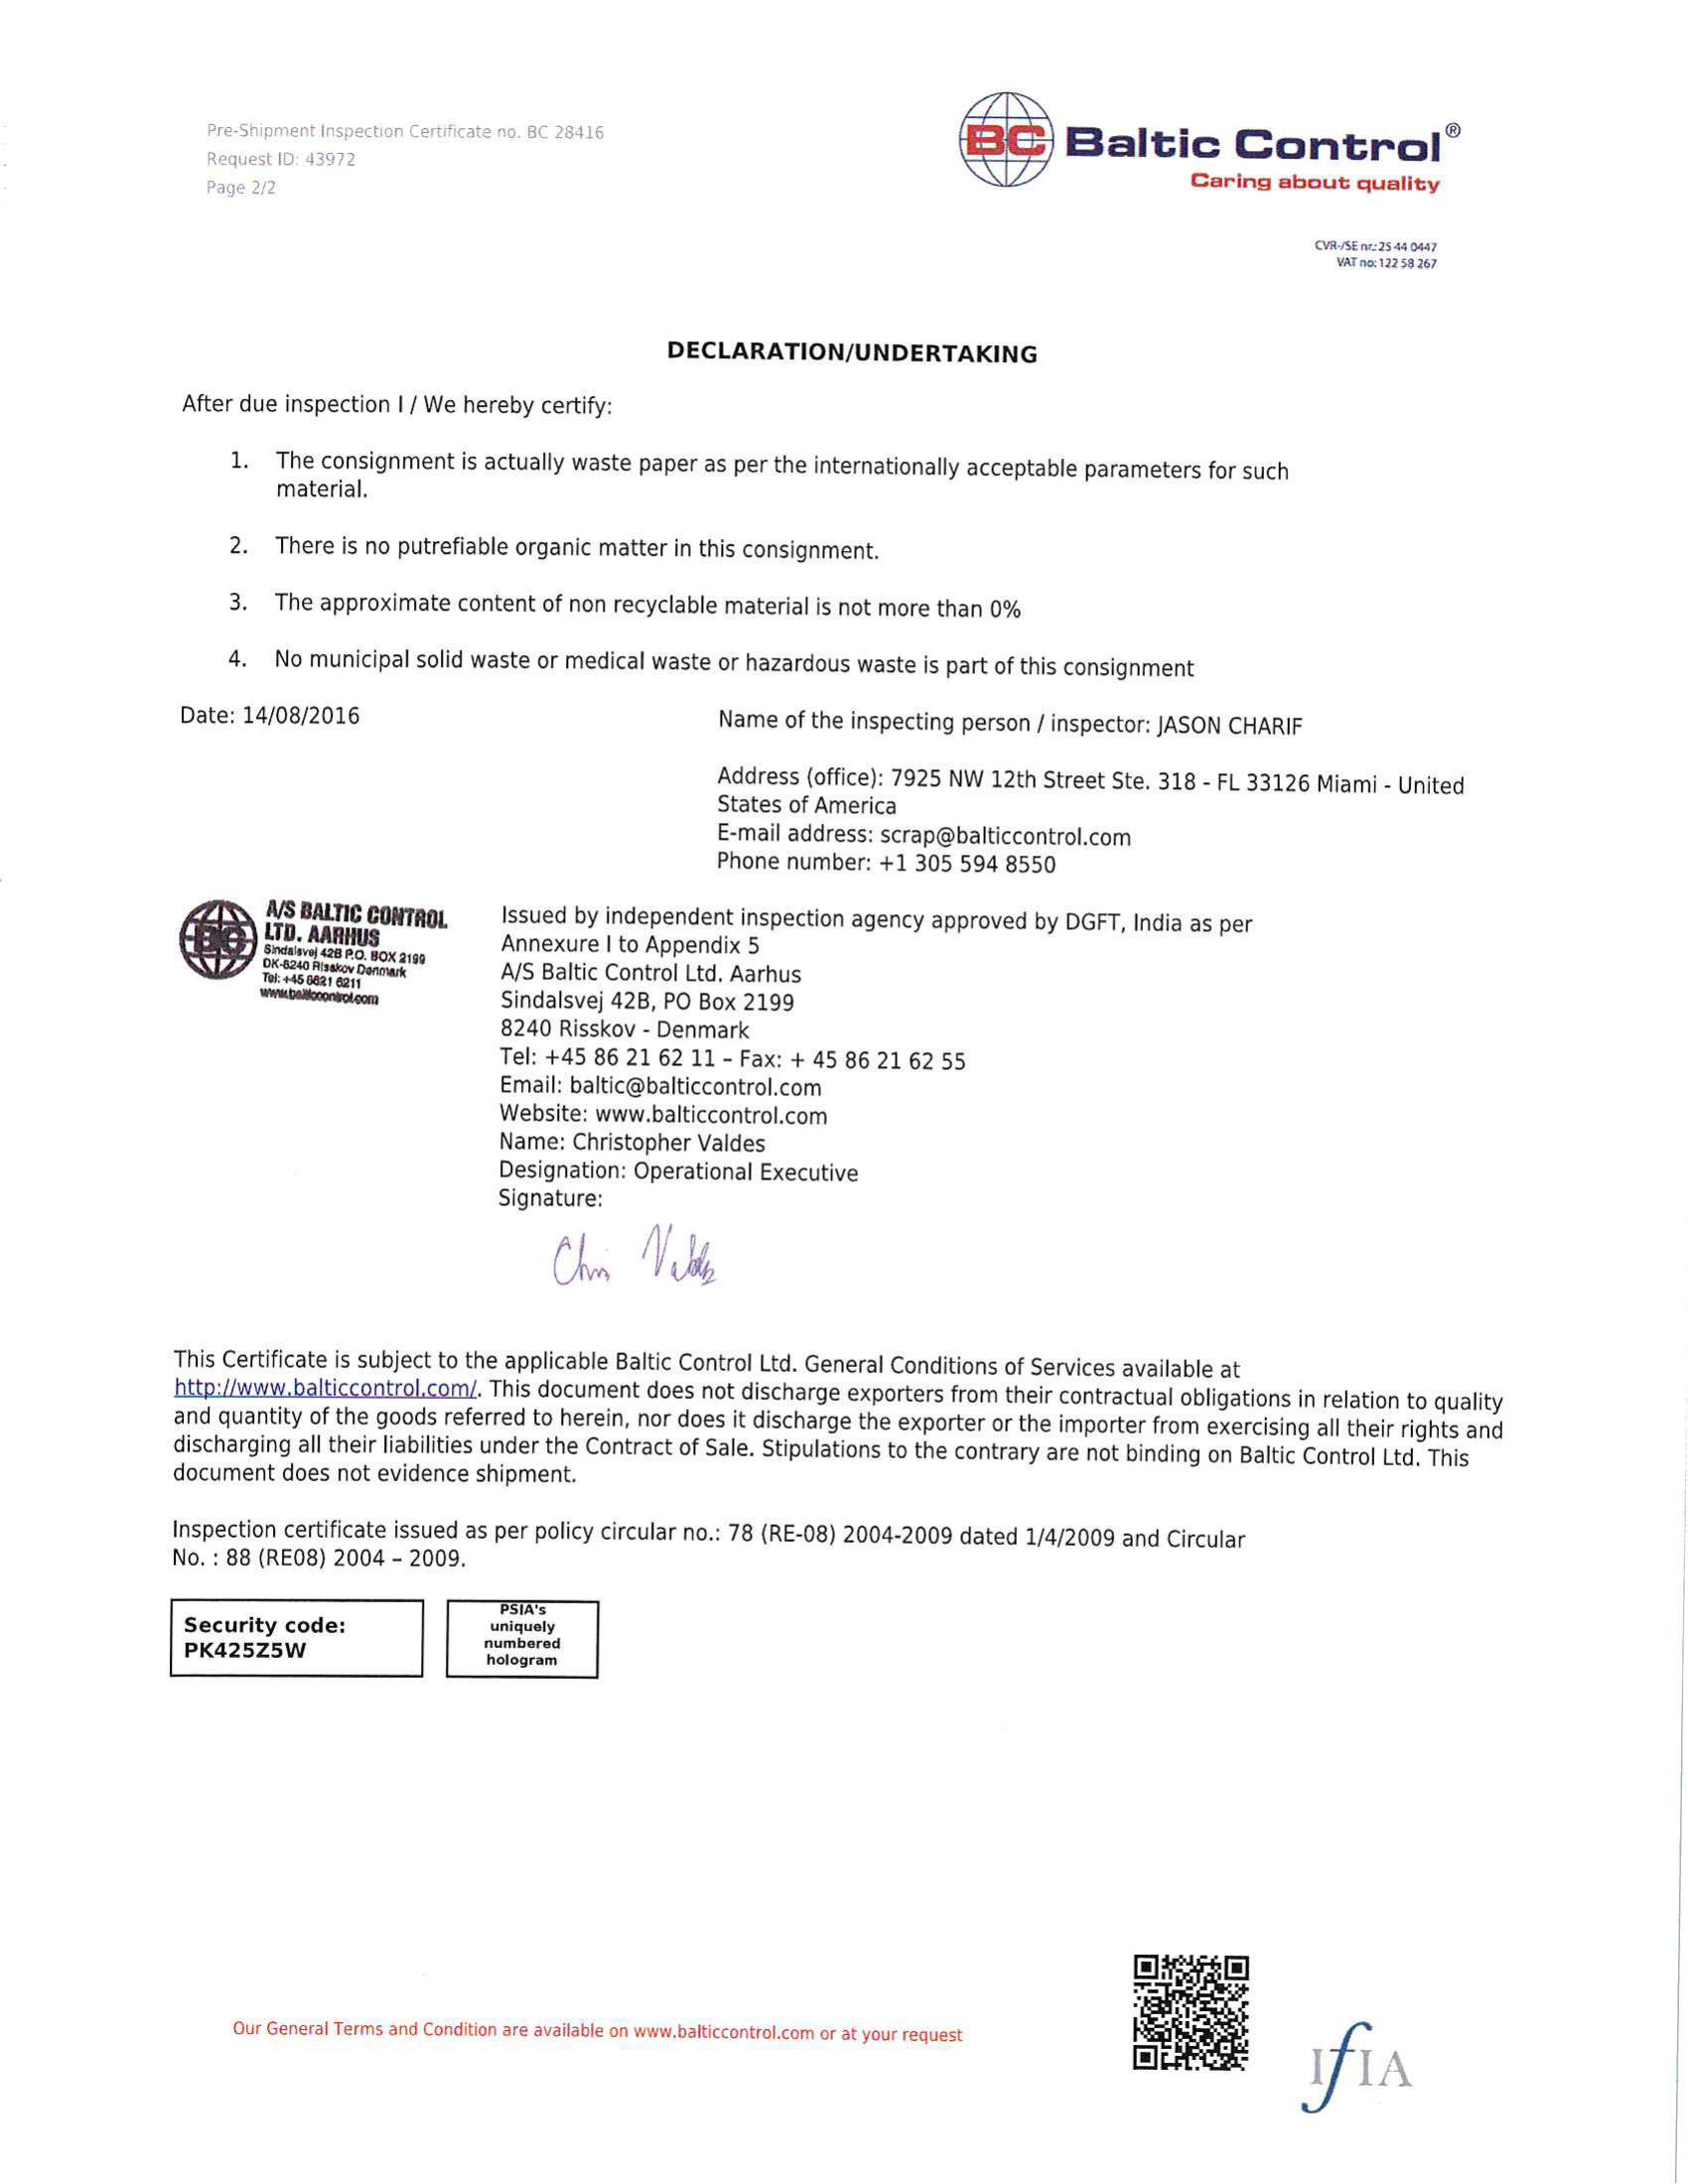 Pre-Shipment Inspection Certificate no. BC 28416
Request ID: 43972
Page 2/2
BC Baltic Control®
Caring about quality
CVR-/SE nr.: 25 44 0447
VAT no: 122 58 267
DECLARATION/UNDERTAKING
After due inspection I / We hereby certify:
1. The consignment is actually waste paper as per the internationally acceptable parameters for such
material.
2. There is no putrefiable organic matter in this consignment.
3. The approximate content of non recyclable material is not more than 0%
4. No municipal solid waste or medical waste or hazardous waste is part of this consignment
Date: 14/08/2016
Name of the inspecting person / inspector: JASON CHARIF
Address (office): 7925 NW 12th Street Ste. 318 - FL 33126 Miami - United
States of America
E-mail address: scrap@balticcontrol.com
Phone number: +1 305 594 8550
BC
A/S BALTIC CONTROL
LTD. AARHUS
Sindalsvej 42B P.O. BOX 2199
DK-8240 Risskov Denmark
Tel: +45 8621 6211
www.balticcontrol.com
Issued by independent inspection agency approved by DGFT, India as per
Annexure I to Appendix 5
A/S Baltic Control Ltd. Aarhus
Sindalsvej 42B, PO Box 2199
8240 Risskov - Denmark
Tel: +45 86 21 62 11 – Fax: + 45 86 21 62 55
Email: baltic@balticcontrol.com
Website: www.balticcontrol.com
Name: Christopher Valdes
Designation: Operational Executive
Signature:
Chris Valdes
This Certificate is subject to the applicable Baltic Control Ltd. General Conditions of Services available at
http://www.balticcontrol.com/. This document does not discharge exporters from their contractual obligations in relation to quality
and quantity of the goods referred to herein, nor does it discharge the exporter or the importer from exercising all their rights and
discharging all their liabilities under the Contract of Sale. Stipulations to the contrary are not binding on Baltic Control Ltd. This
document does not evidence shipment.
Inspection certificate issued as per policy circular no.: 78 (RE-08) 2004-2009 dated 1/4/2009 and Circular
No. : 88 (RE08) 2004 – 2009.
Security code:
PK425Z5W
PSIA's
uniquely
numbered
hologram
Our General Terms and Condition are available on www.balticcontrol.com or at your request
IfIA